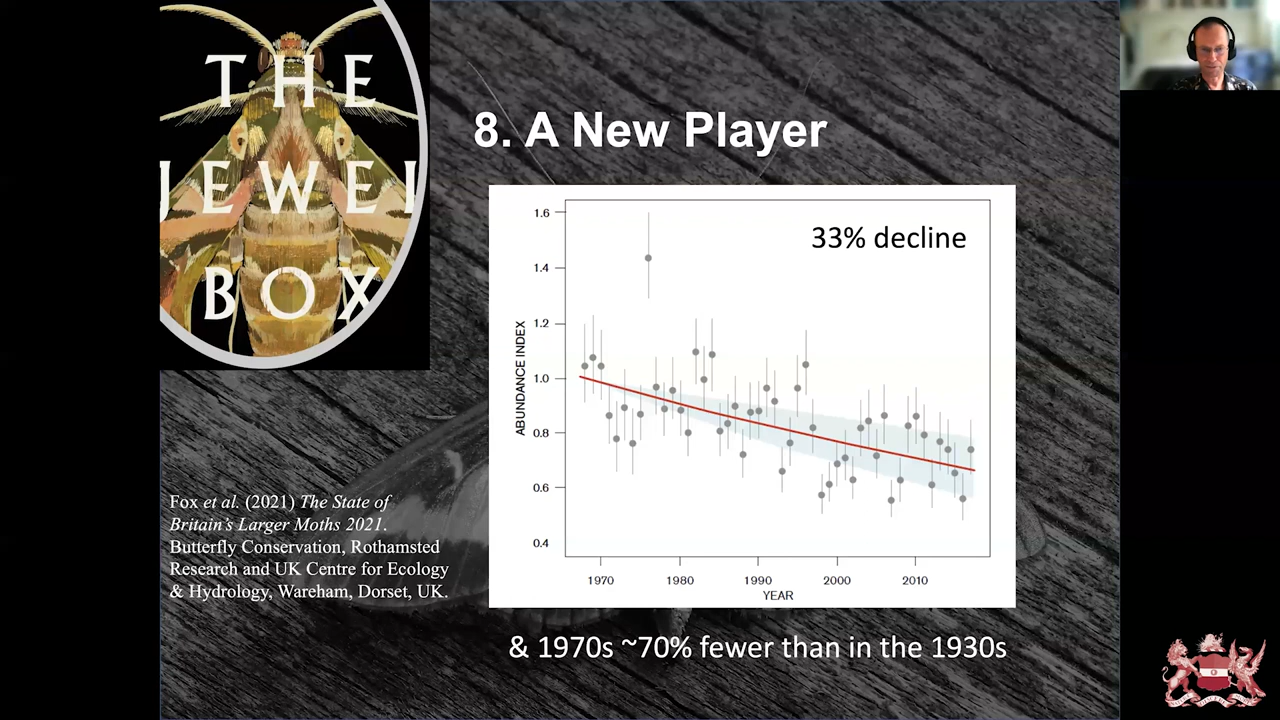 THE
JEWEL
BOX
8. A New Player
33% decline
1.6
1.4
1.2
1.0
0.8
0.6
0.4
ABUNDANCE INDEX
1970 1980 1990 2000 2010
YEAR
Fox et al. (2021) The State of
Britain's Larger Moths 2021.
Butterfly Conservation, Rothamsted
Research and UK Centre for Ecology
& Hydrology, Wareham, Dorset, UK.
& 1970s ~70% fewer than in the 1930s